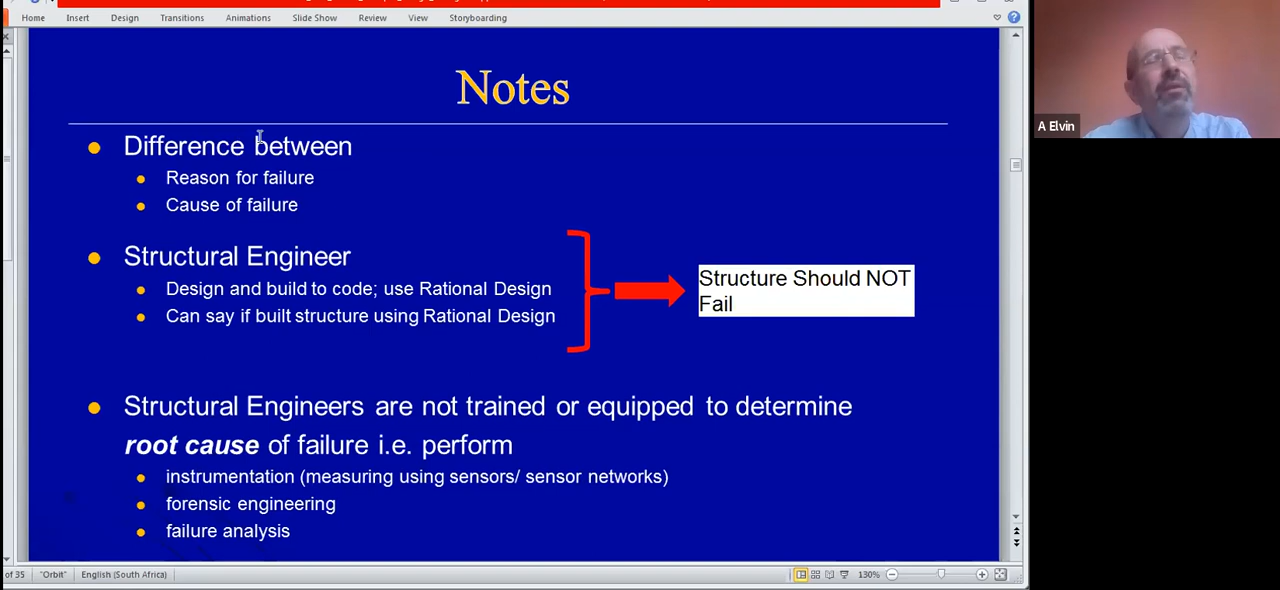 Home Insert Design Transitions Animations Slide Show Review View Storyboarding
Notes
Difference between
Reason for failure
Cause of failure
Structural Engineer
Design and build to code; use Rational Design
Can say if built structure using Rational Design
Structure Should NOT
Fail
Structural Engineers are not trained or equipped to determine
root cause of failure i.e. perform
instrumentation (measuring using sensors/ sensor networks)
forensic engineering
failure analysis
of 35 "Orbit" English (South Africa) 130%
A Elvin